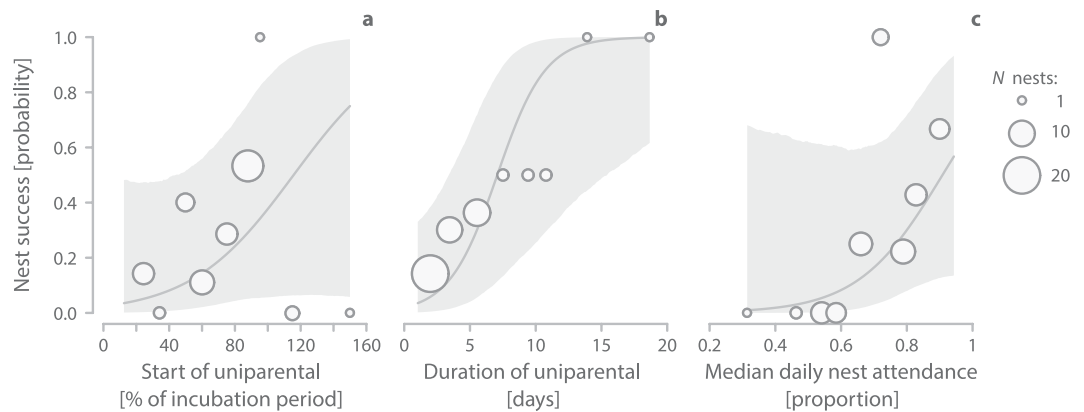 a
b
c
Nest success [probability]
1.0
0.8
0.6
0.4
0.2
0.0
0 40 80 120 160
Start of uniparental
[% of incubation period]
0 5 10 15 20
Duration of uniparental
[days]
0.2 0.4 0.6 0.8 1
Median daily nest attendance
[proportion]
N nests:
1
10
20